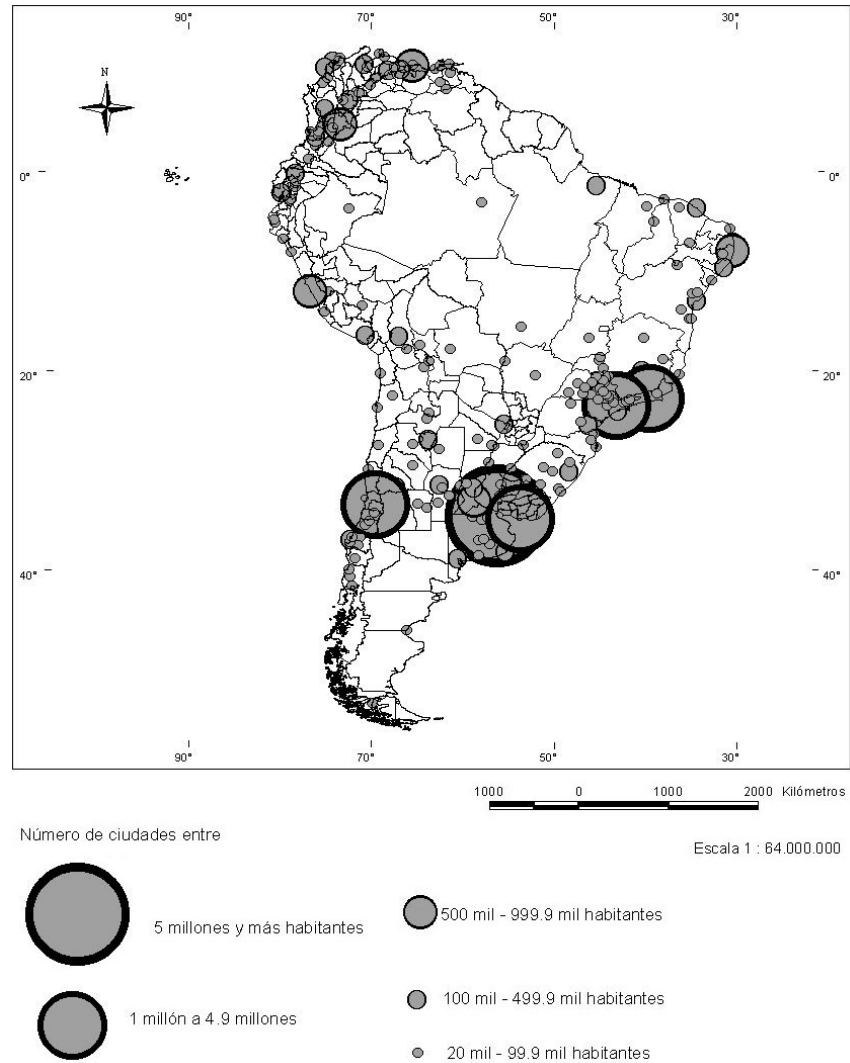 90°
70°
50°
30°
N
0°
0°
20°
20°
40°
40°
90°
70°
50°
30°
1000 0 1000 2000 Kilómetros
Número de ciudades entre
Escala 1 : 64.000.000
5 millones y más habitantes
500 mil - 999.9 mil habitantes
1 millón a 4.9 millones
100 mil - 499.9 mil habitantes
20 mil - 99.9 mil habitantes